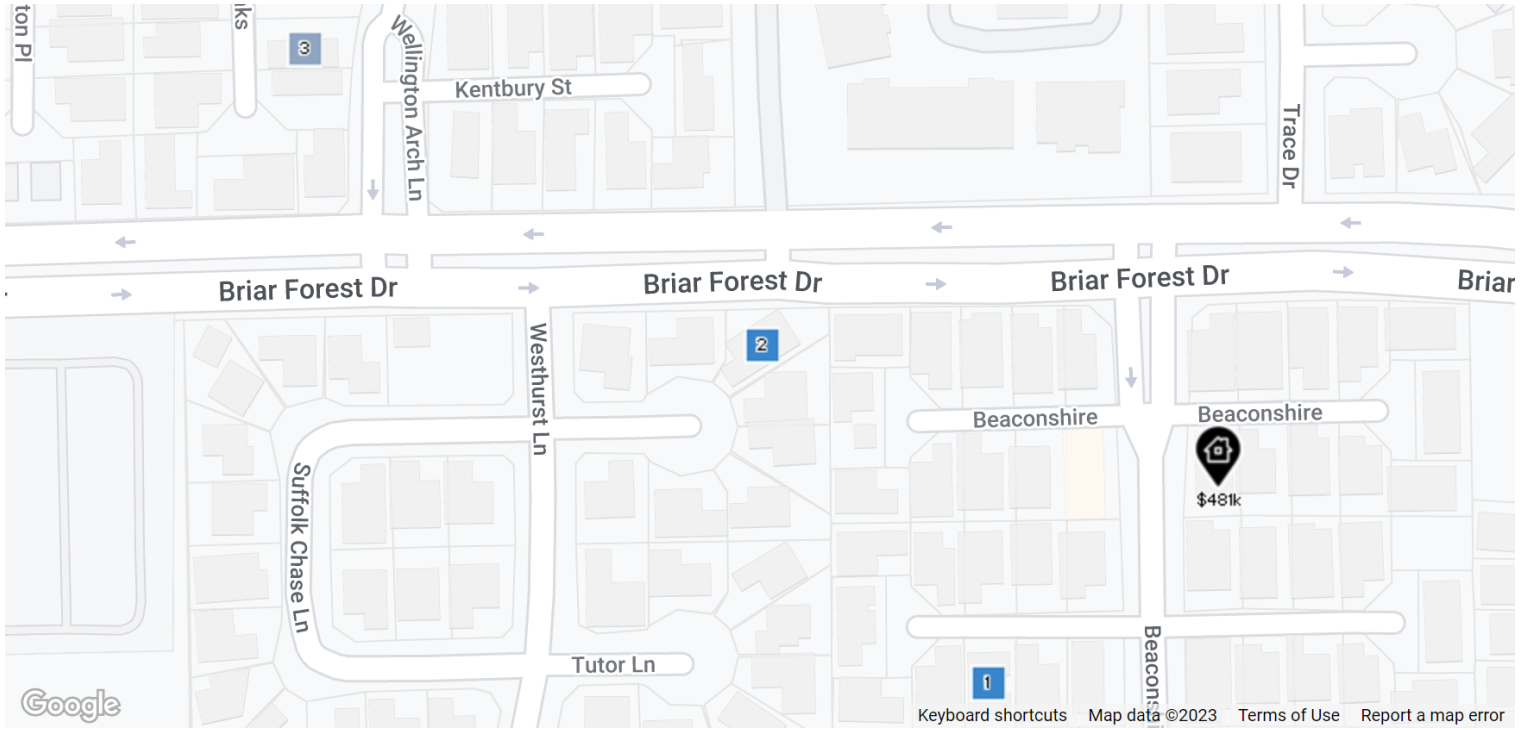 ton Pl
ks
3
Wellington Arch Ln
Kentbury St
Trace Dr
Briar Forest Dr
Briar Forest Dr
Briar Forest Dr
Briar
Westhurst Ln
2
Beaconshire
Beaconshire
$481k
Suffolk Chase Ln
Tutor Ln
1
Beacons
Google
Keyboard shortcuts
Map data ©2023
Terms of Use
Report a map error